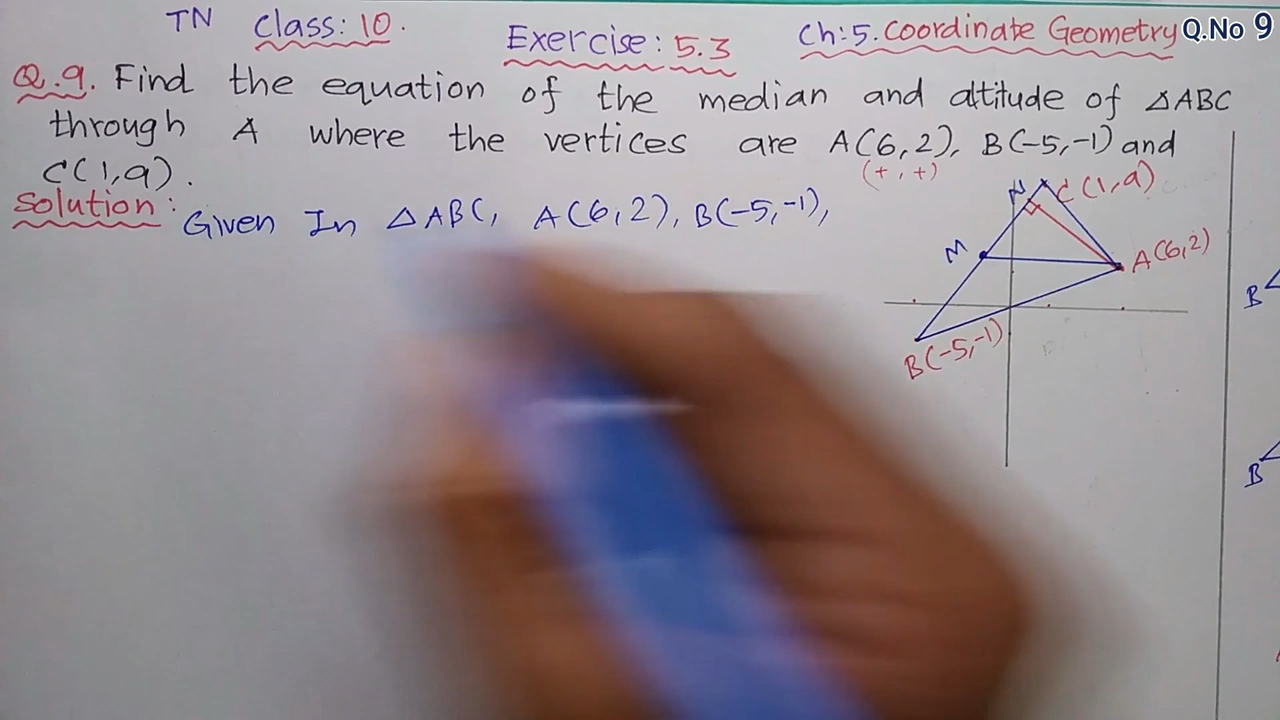 TN Class: 10. Exercise: 5.3 Ch:5. Coordinate Geometry Q.No 9
Q.9. Find the equation of the median and altitude of △ABC
through A where the vertices are A(6,2), B(-5,-1) and
C(1,9).
(+,+)
Solution: Given In △ABC, A(6,2), B(-5,-1),
N C(1,9)
M A(6,2)
B
B(-5,-1)
B